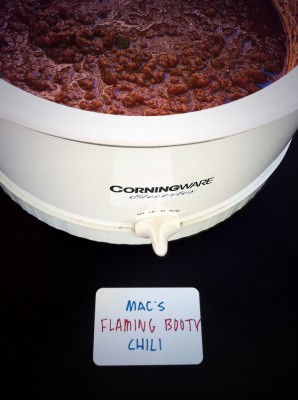 CORNINGWARE
Electrics
MAC'S
FLAMING BOOTY
CHILI